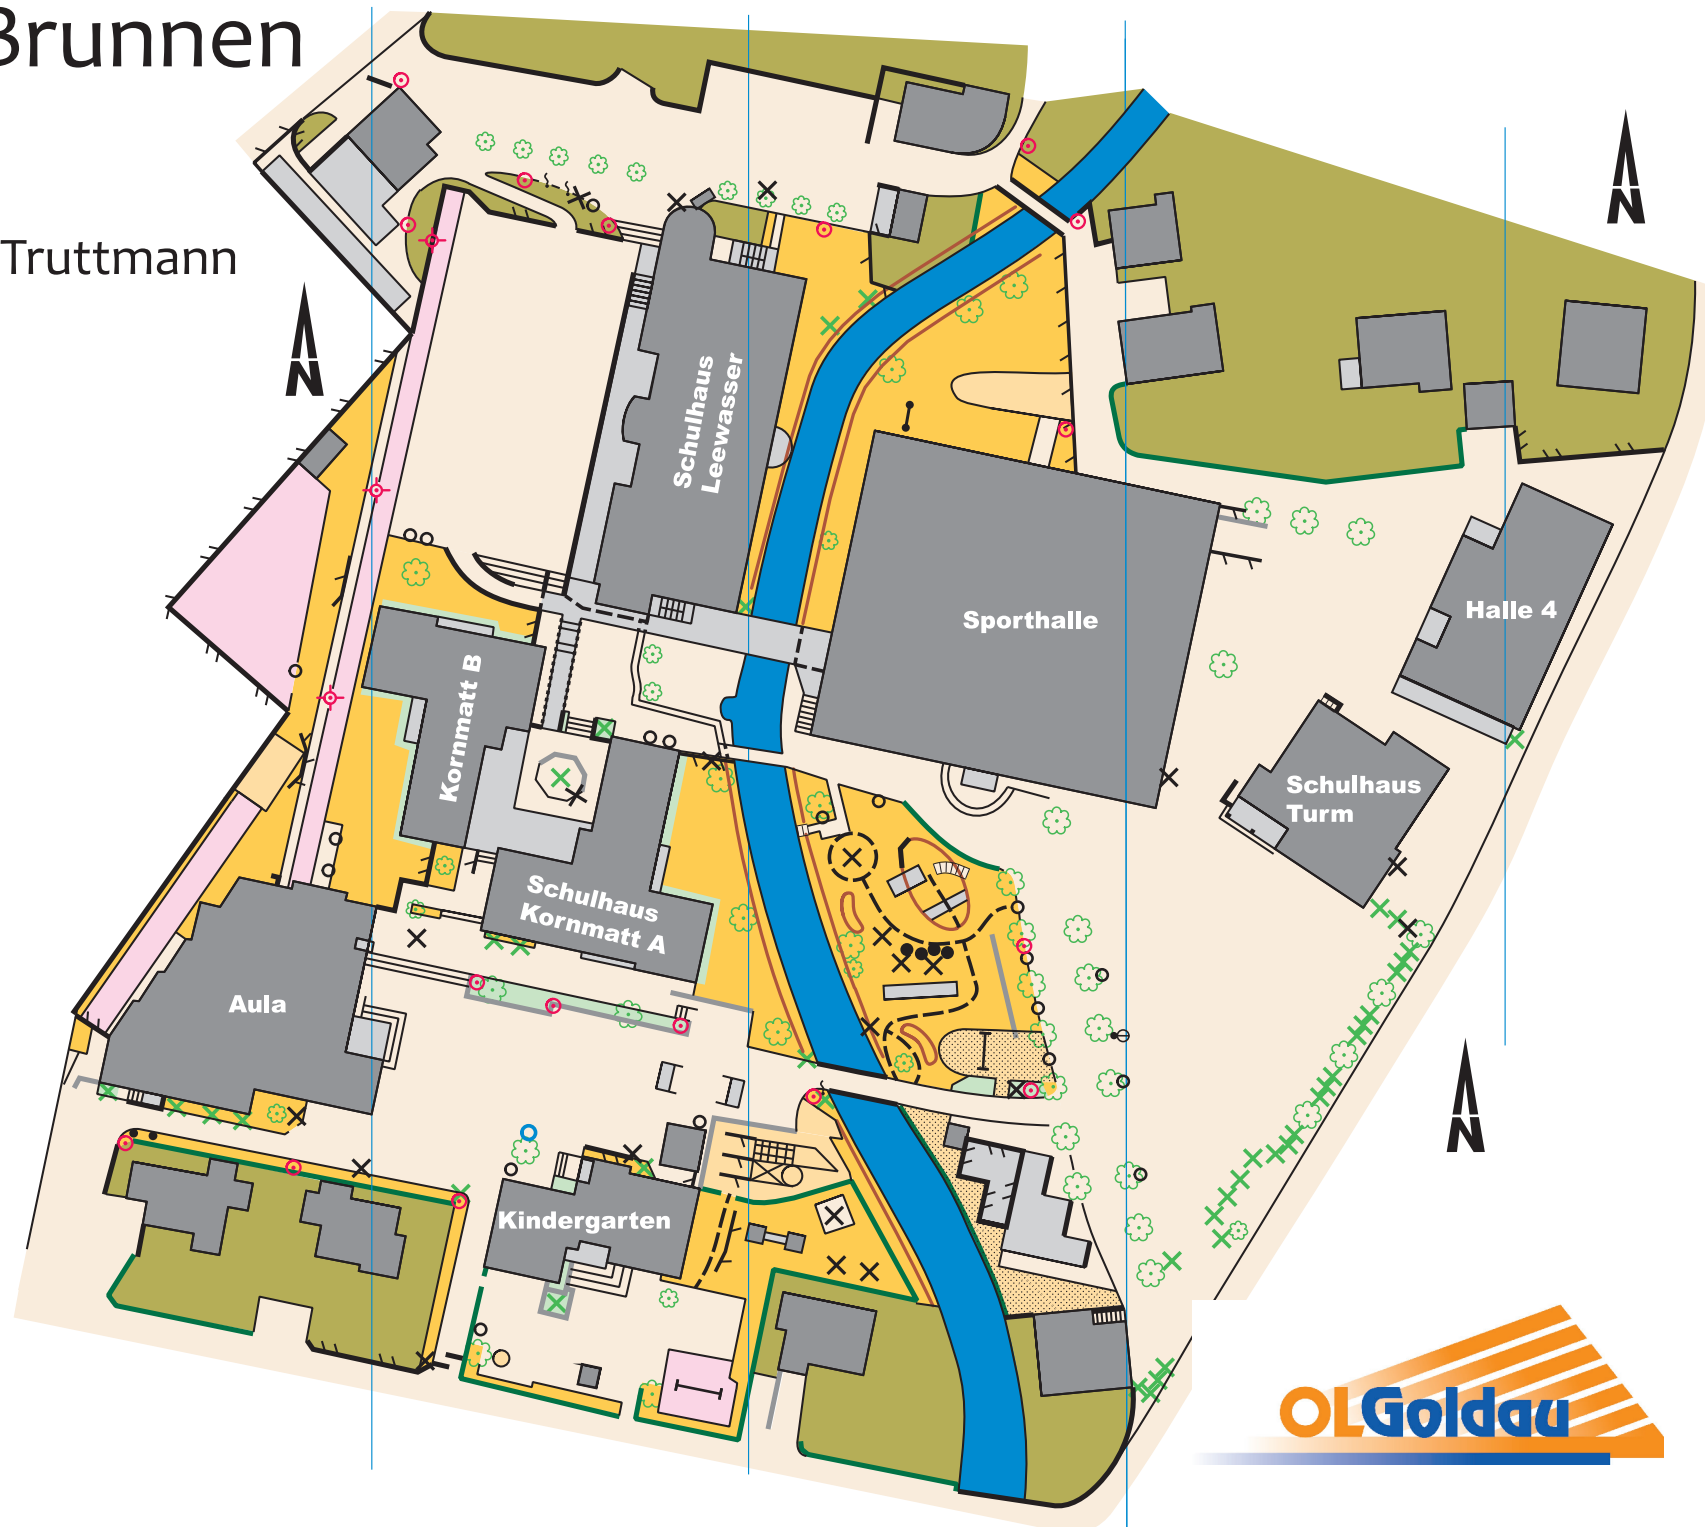 Brunnen
Truttmann
N
N
N
Schulhaus
Leewasser
Sporthalle
Halle 4
Kornmatt B
Schulhaus
Turm
Schulhaus
Kornmatt A
Aula
Kindergarten
OLGoldau